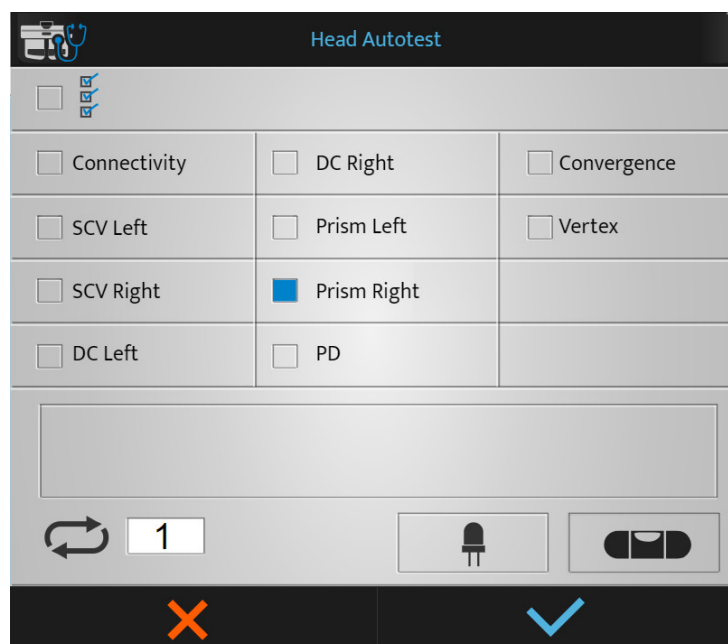 Head Autotest
Connectivity
DC Right
Convergence
SCV Left
Prism Left
Vertex
SCV Right
Prism Right
DC Left
PD
1